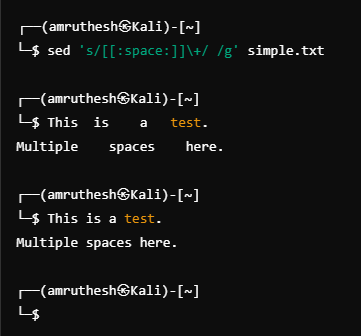 ┌──(amruthesh㉿Kali)-[~]
└─$ sed 's/[[:space:]]\+/ /g' simple.txt
┌──(amruthesh㉿Kali)-[~]
└─$ This  is    a   test.
Multiple    spaces    here.
┌──(amruthesh㉿Kali)-[~]
└─$ This is a test.
Multiple spaces here.
┌──(amruthesh㉿Kali)-[~]
└─$